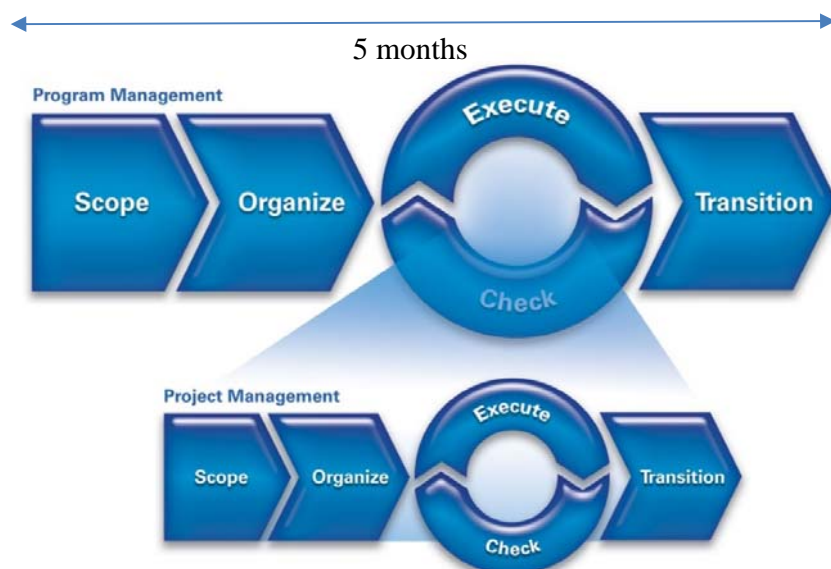 5 months
Program Management
Scope
Organize
Execute
Check
Transition
Project Management
Scope
Organize
Execute
Check
Transition